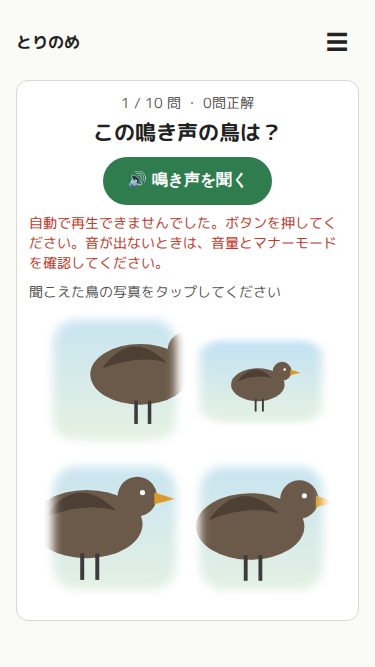 とりのめ
1 / 10 問 · 0問正解
この鳴き声の鳥は？
🔊 鳴き声を聞く
自動で再生できませんでした。ボタンを押してく
ださい。音が出ないときは、音量とマナーモード
を確認してください。
聞こえた鳥の写真をタップしてください